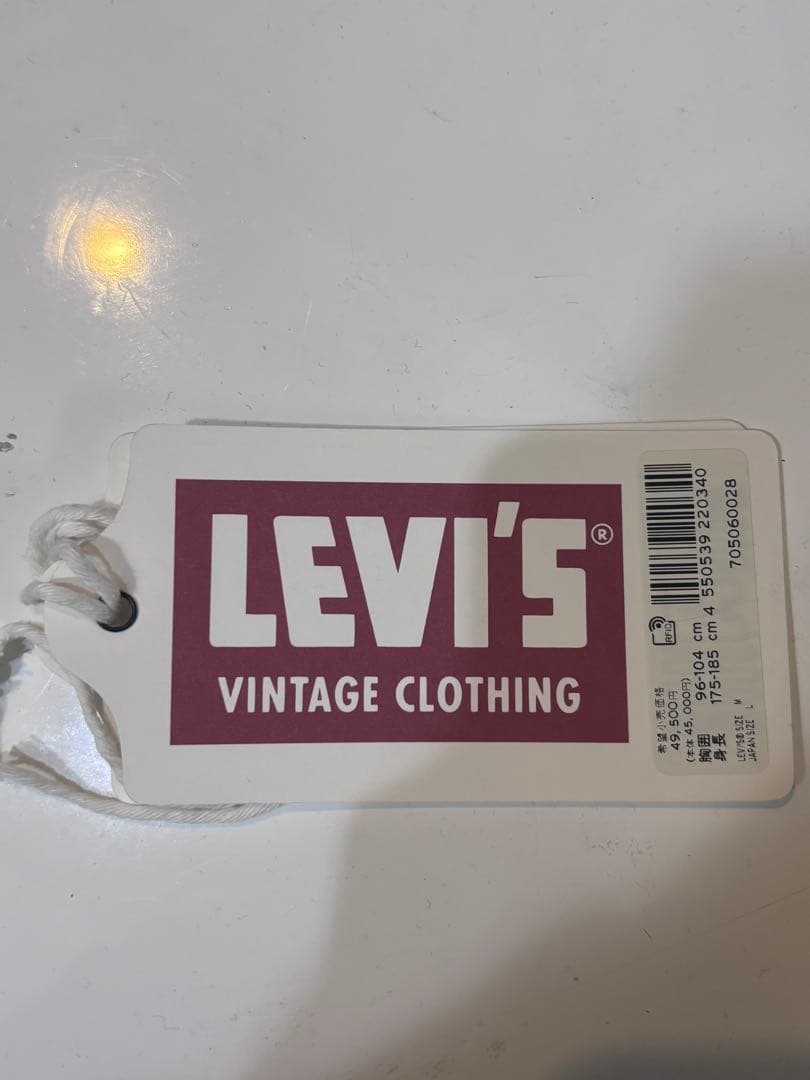 LEVI'S®
VINTAGE CLOTHING
希望小売価格
49,500円
(本体 45,000円)
胸囲 96-104 cm
身長 175-185 cm
LEVI'S® SIZE M
JAPAN SIZE L
RFID
4 550539 220340
705060028